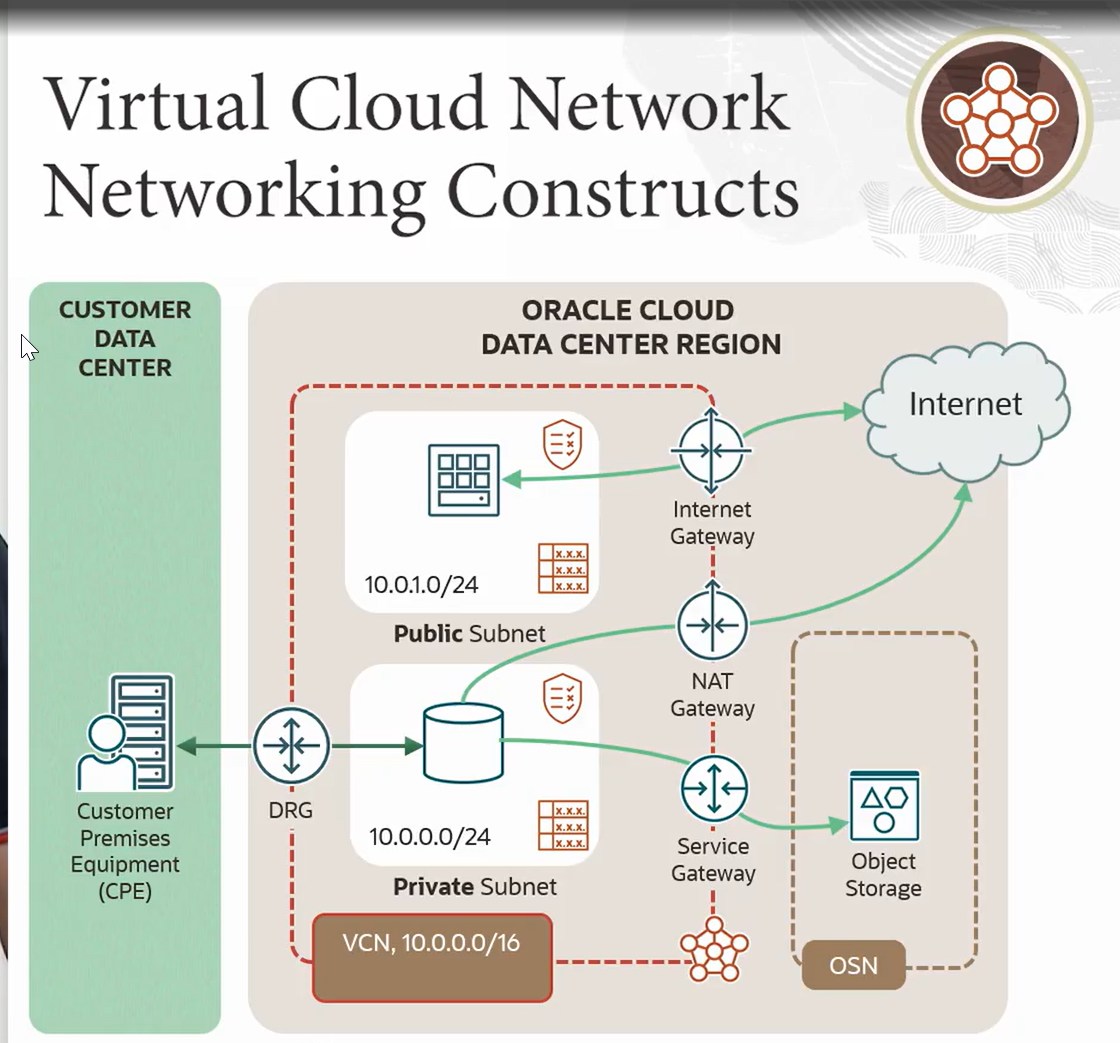 Virtual Cloud Network
Networking Constructs
CUSTOMER
DATA
CENTER
ORACLE CLOUD
DATA CENTER REGION
Internet
Internet
Gateway
x.x.x.
x.x.x.
x.x.x.
10.0.1.0/24
Public Subnet
NAT
Gateway
DRG
Customer
Premises
Equipment
(CPE)
x.x.x.
x.x.x.
x.x.x.
10.0.0.0/24
Private Subnet
Service
Gateway
Object
Storage
VCN, 10.0.0.0/16
OSN